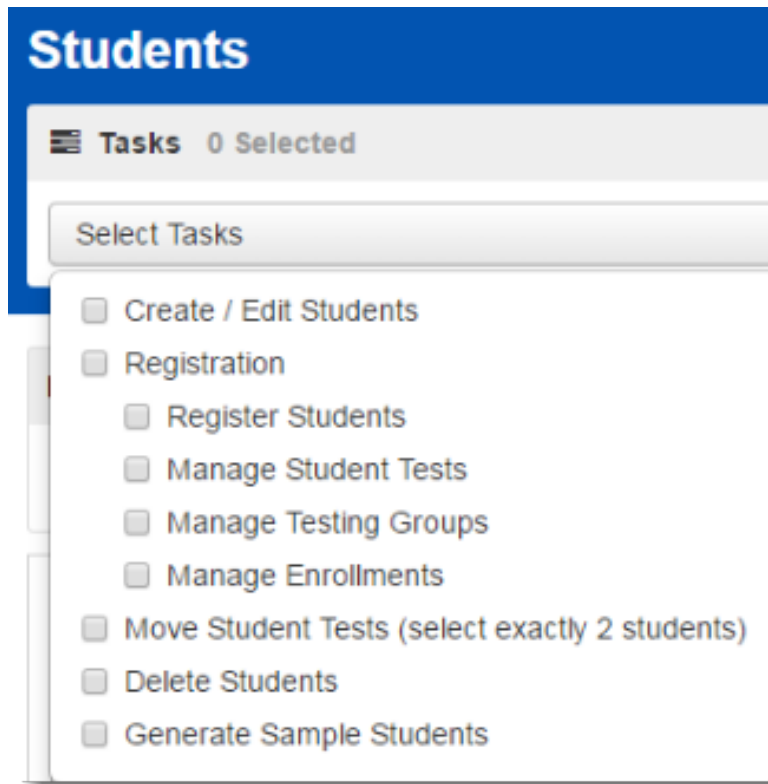 Students
Tasks 0 Selected
Select Tasks
Create / Edit Students
Registration
Register Students
Manage Student Tests
Manage Testing Groups
Manage Enrollments
Move Student Tests (select exactly 2 students)
Delete Students
Generate Sample Students